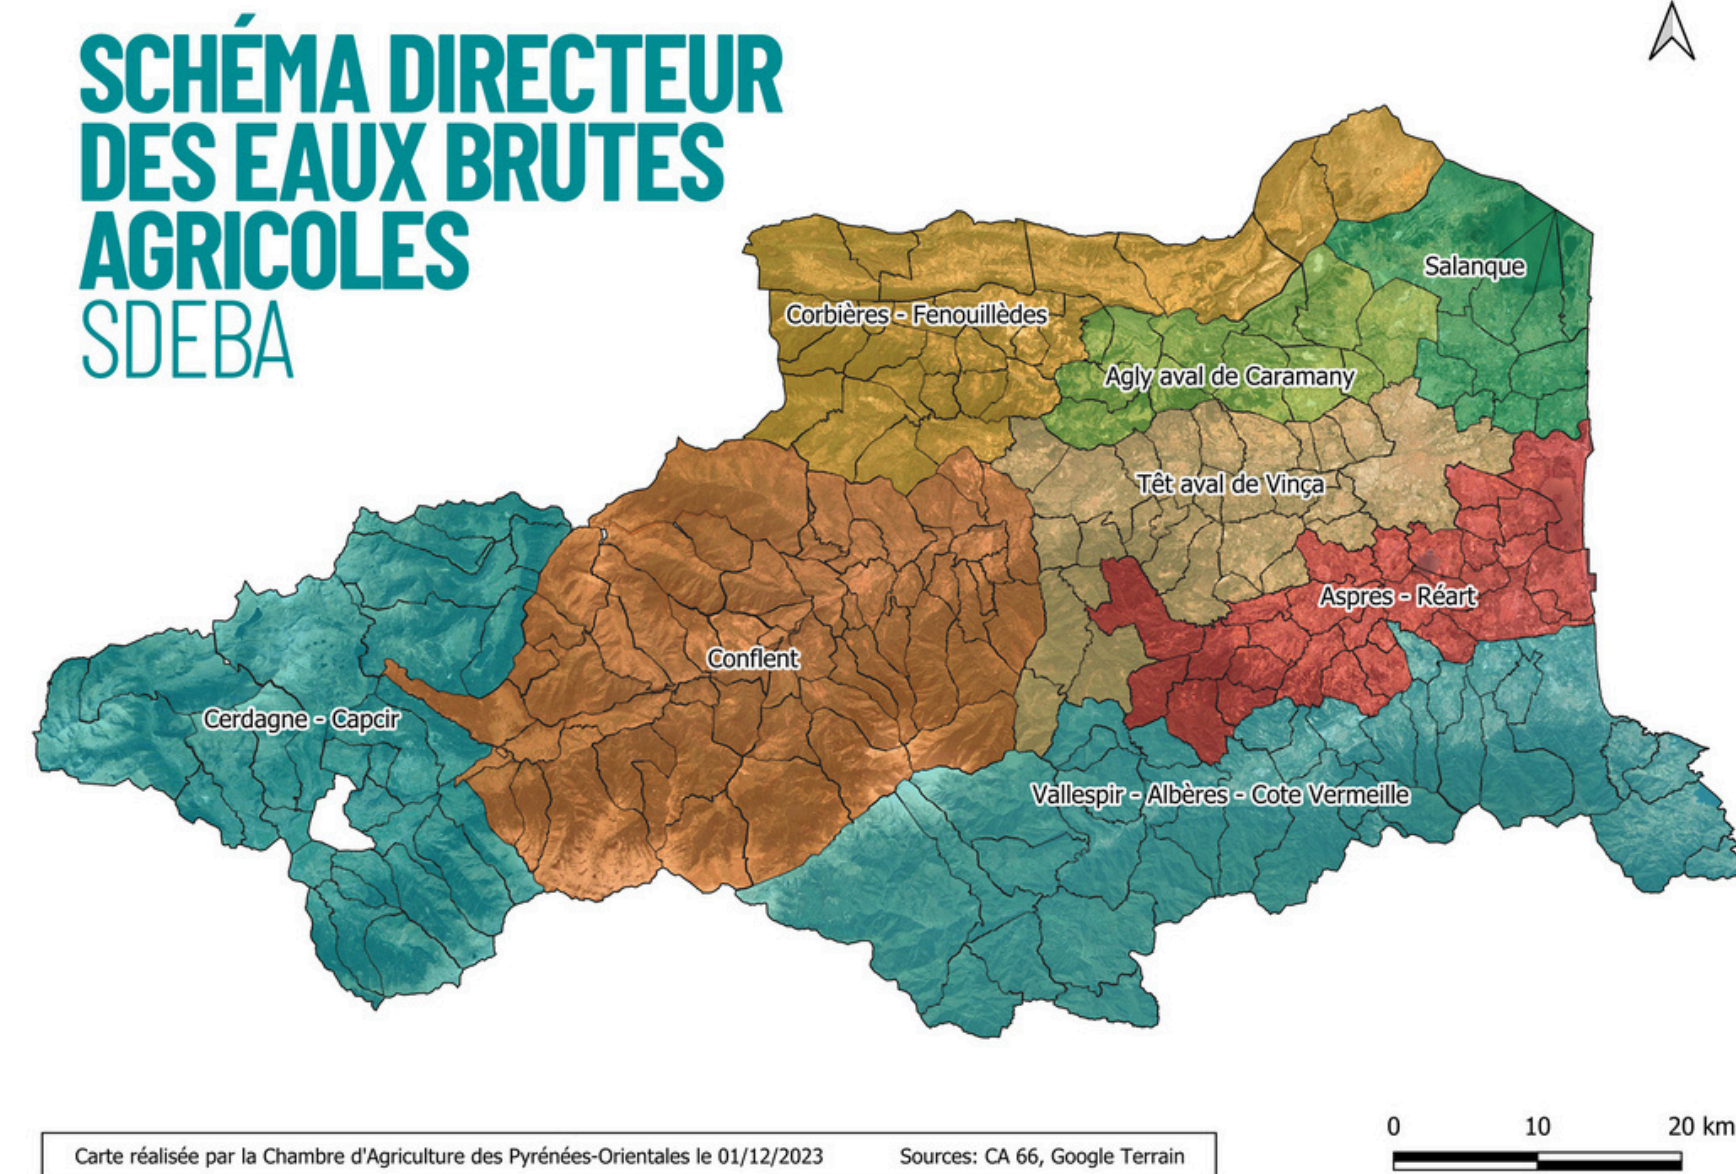 SCHÉMA DIRECTEUR
DES EAUX BRUTES
AGRICOLES
SDEBA
Salanque
Corbières - Fenouillèdes
Agly aval de Caramany
Têt aval de Vinça
Aspres - Réart
Conflent
Cerdagne - Capcir
Vallespir - Albères - Cote Vermeille
0 10 20 km
Carte réalisée par la Chambre d'Agriculture des Pyrénées-Orientales le 01/12/2023 Sources: CA 66, Google Terrain